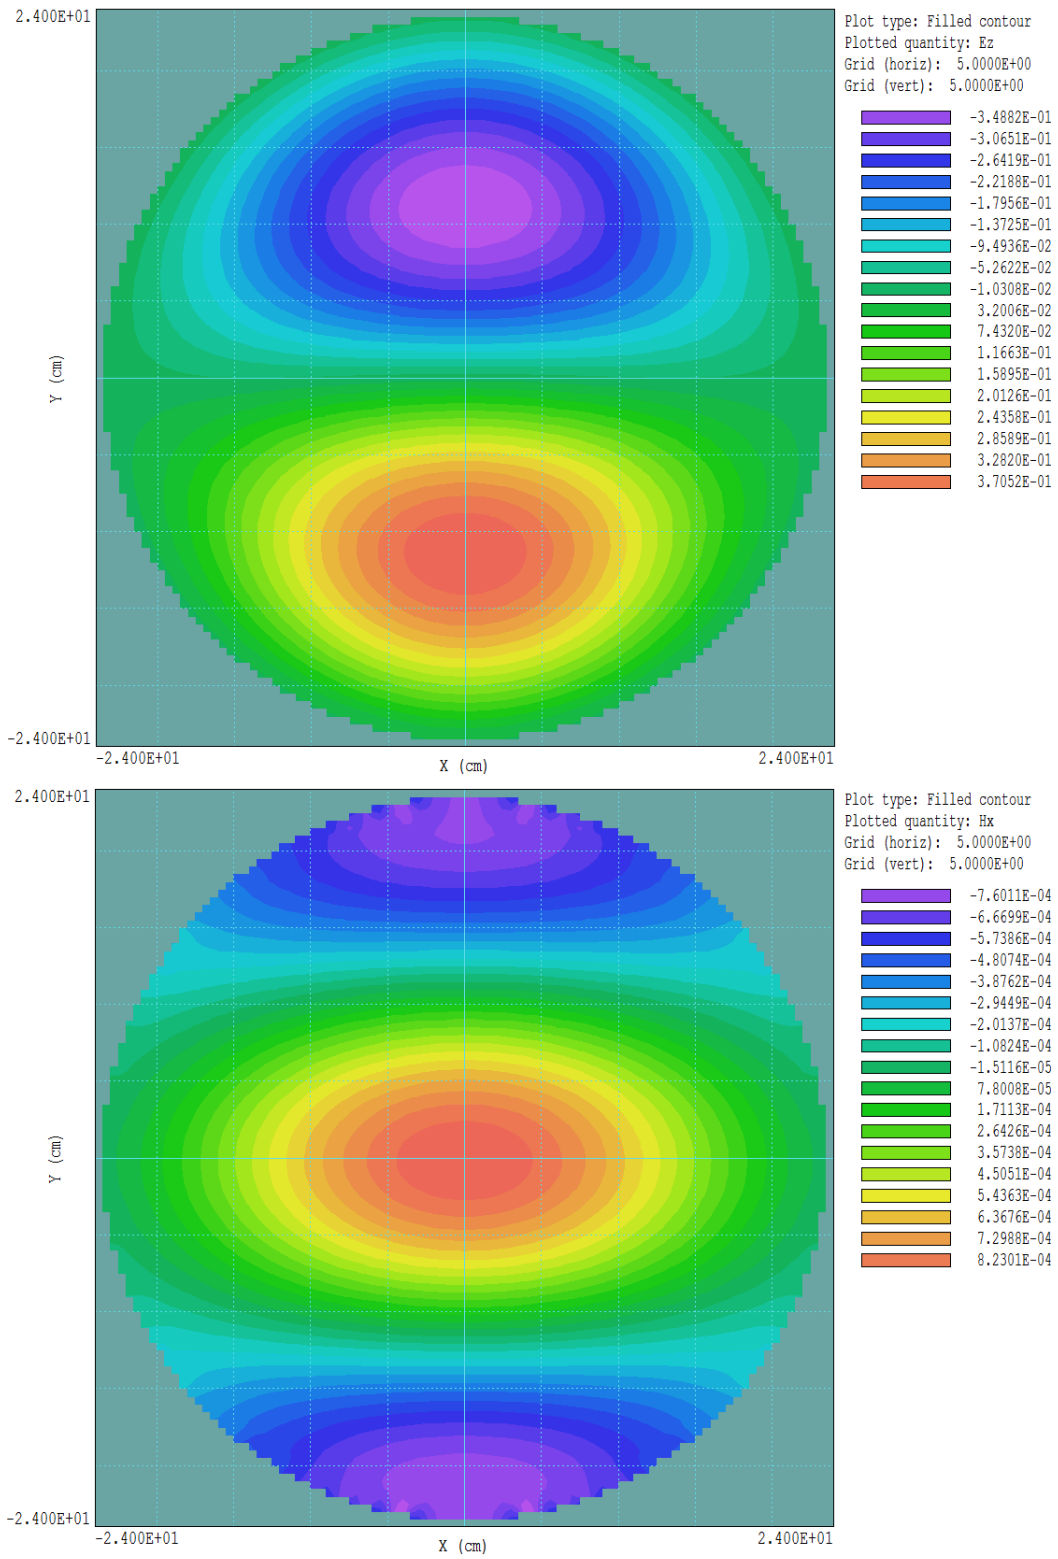 2.400E+01
Y (cm)
-2.400E+01
-2.400E+01
X (cm)
2.400E+01
Plot type: Filled contour
Plotted quantity: Ez
Grid (horiz): 5.0000E+00
Grid (vert): 5.0000E+00
-3.4882E-01
-3.0651E-01
-2.6419E-01
-2.2188E-01
-1.7956E-01
-1.3725E-01
-9.4936E-02
-5.2622E-02
-1.0308E-02
3.2006E-02
7.4320E-02
1.1663E-01
1.5895E-01
2.0126E-01
2.4358E-01
2.8589E-01
3.2820E-01
3.7052E-01
2.400E+01
Y (cm)
-2.400E+01
-2.400E+01
X (cm)
2.400E+01
Plot type: Filled contour
Plotted quantity: Hx
Grid (horiz): 5.0000E+00
Grid (vert): 5.0000E+00
-7.6011E-04
-6.6699E-04
-5.7386E-04
-4.8074E-04
-3.8762E-04
-2.9449E-04
-2.0137E-04
-1.0824E-04
-1.5116E-05
7.8008E-05
1.7113E-04
2.6426E-04
3.5738E-04
4.5051E-04
5.4363E-04
6.3676E-04
7.2988E-04
8.2301E-04